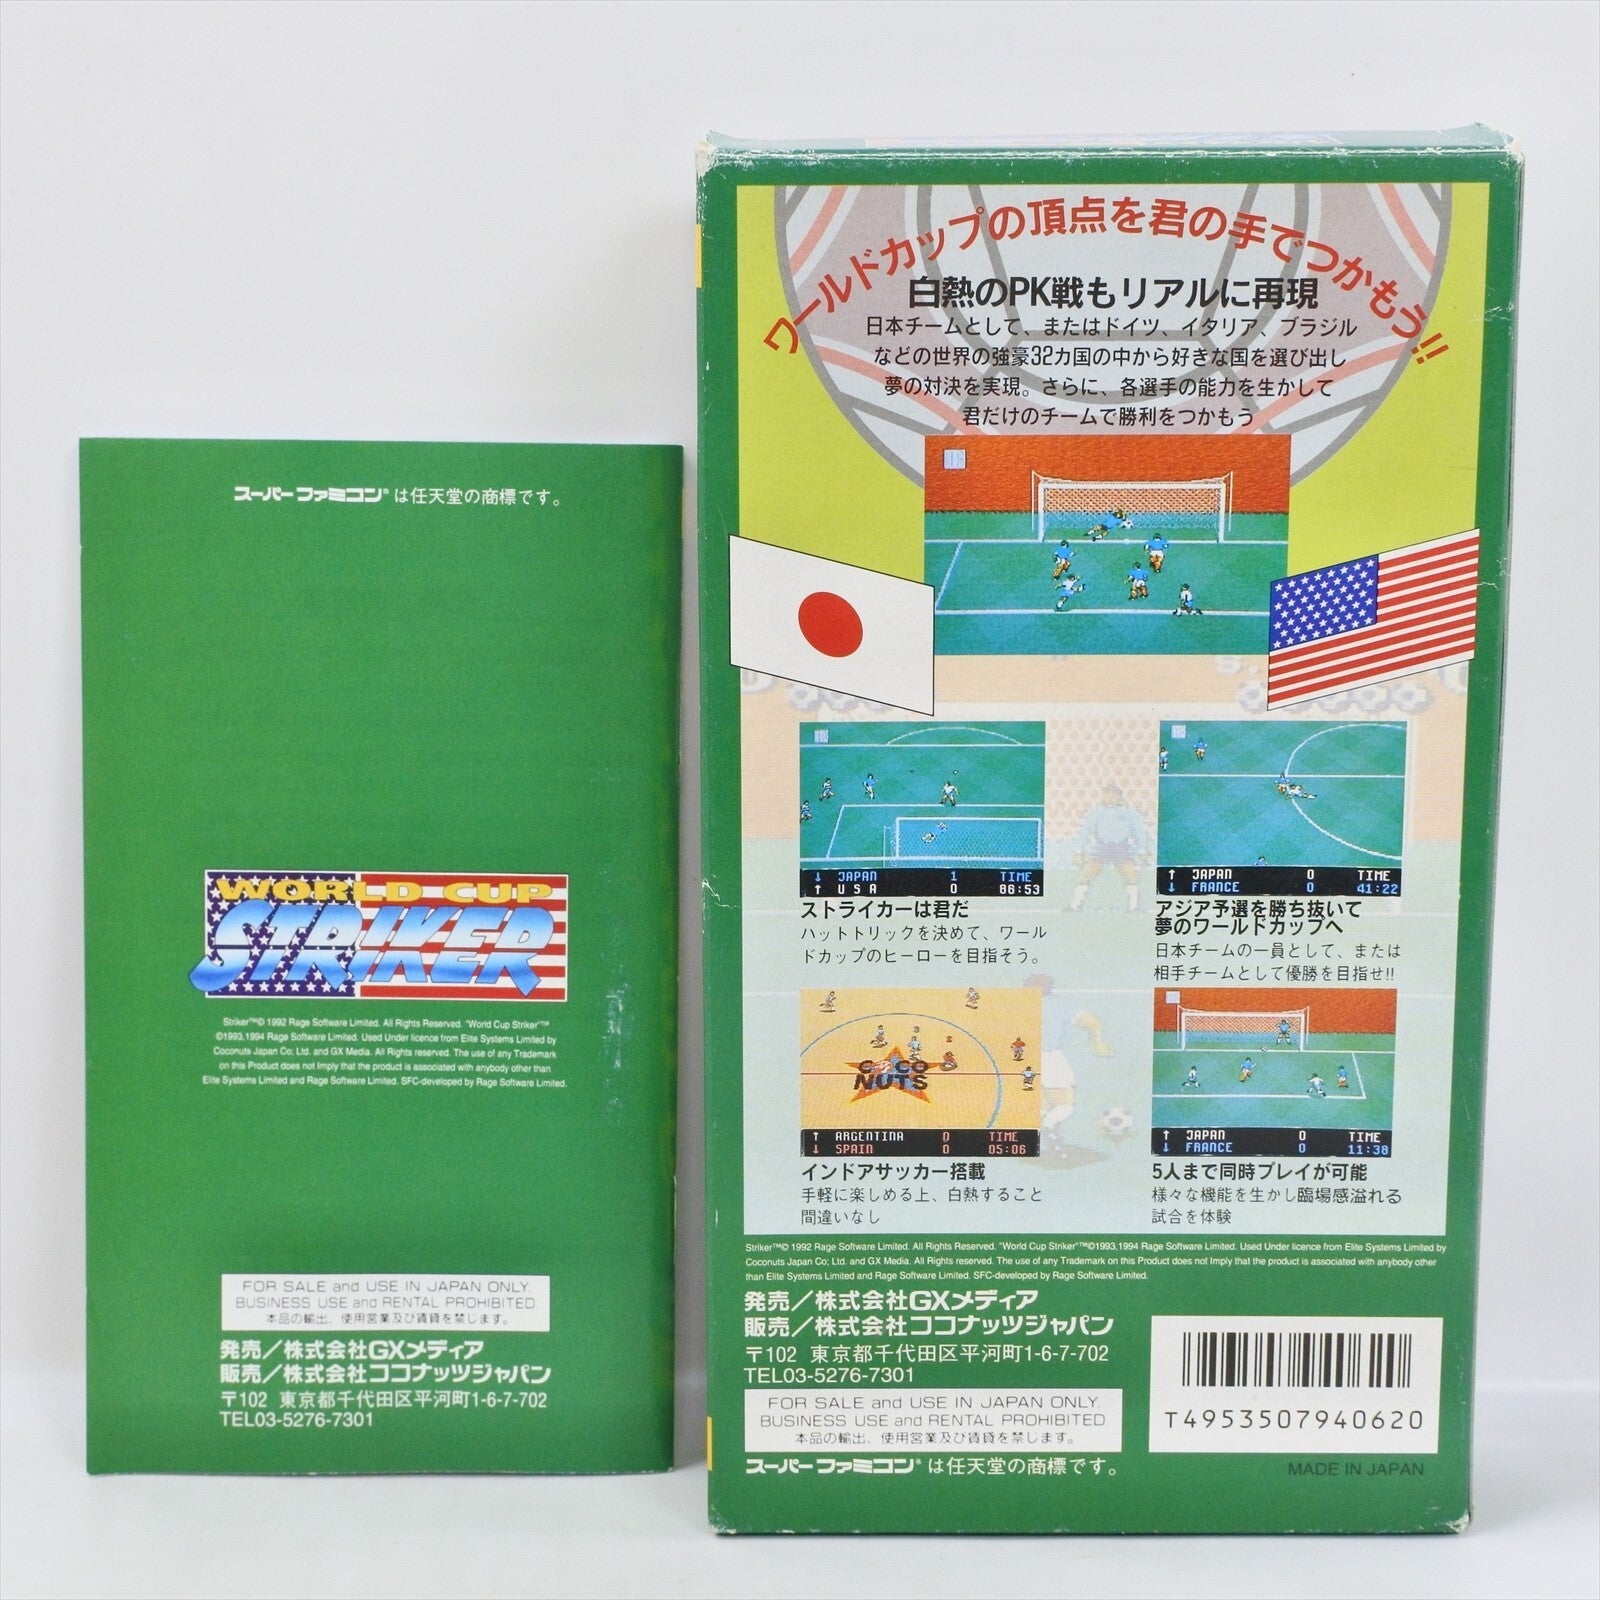 スーパーファミコン®は任天堂の商標です。
WORLD CUP
STRIKER
Striker™© 1992 Rage Software Limited. All Rights Reserved. "World Cup Striker"™
©1993,1994 Rage Software Limited. Used Under licence from Elite Systems Limited by
Coconuts Japan Co; Ltd. and GX Media. All Rights reserved. The use of any Trademark
on this Product does not Imply that the product is associated with anybody other than
Elite Systems Limited and Rage Software Limited. SFC-developed by Rage Software Limited.
FOR SALE and USE IN JAPAN ONLY.
BUSINESS USE and RENTAL PROHIBITED.
本品の輸出、使用営業及び賃貸を禁じます。
発売／株式会社GXメディア
販売／株式会社ココナッツジャパン
〒102 東京都千代田区平河町1-6-7-702
TEL03-5276-7301
ワールドカップの頂点を君の手でつかもう!!
白熱のPK戦もリアルに再現
日本チームとして、またはドイツ、イタリア、ブラジル
などの世界の強豪32カ国の中から好きな国を選び出し
夢の対決を実現。さらに、各選手の能力を生かして
君だけのチームで勝利をつかもう
↓ JAPAN 1 TIME
↑ U S A 0 06:53
ストライカーは君だ
ハットトリックを決めて、ワール
ドカップのヒーローを目指そう。
↑ JAPAN 0 TIME
↓ FRANCE 0 41:22
アジア予選を勝ち抜いて
夢のワールドカップへ
日本チームの一員として、または
相手チームとして優勝を目指せ!!
COCO
NUTS
↑ ARGENTINA 0 TIME
↓ SPAIN 0 05:06
インドアサッカー搭載
手軽に楽しめる上、白熱すること
間違いなし
↑ JAPAN 0 TIME
↓ FRANCE 0 11:38
5人まで同時プレイが可能
様々な機能を生かし臨場感溢れる
試合を体験
Striker™© 1992 Rage Software Limited. All Rights Reserved. "World Cup Striker"™©1993,1994 Rage Software Limited. Used Under licence from Elite Systems Limited by
Coconuts Japan Co; Ltd. and GX Media. All Rights reserved. The use of any Trademark on this Product does not Imply that the product is associated with anybody other
than Elite Systems Limited and Rage Software Limited. SFC-developed by Rage Software Limited.
発売／株式会社GXメディア
販売／株式会社ココナッツジャパン
〒102 東京都千代田区平河町1-6-7-702
TEL03-5276-7301
FOR SALE and USE IN JAPAN ONLY.
BUSINESS USE and RENTAL PROHIBITED.
本品の輸出、使用営業及び賃貸を禁じます。
スーパーファミコン®は任天堂の商標です。
T4953507940620
MADE IN JAPAN